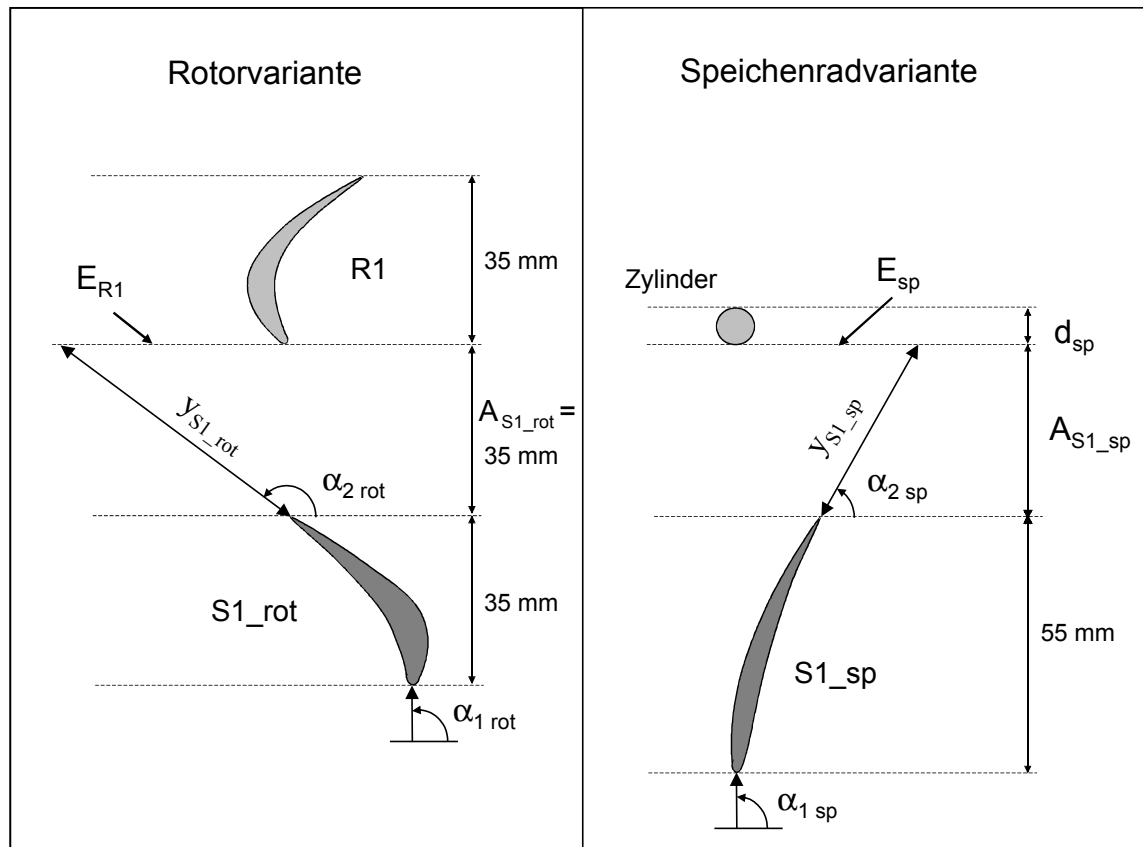 Rotorvariante
R1
35 mm
E_R1
y_S1_rot
A_S1_rot =
35 mm
α_2 rot
S1_rot
35 mm
α_1 rot
Speichenradvariante
Zylinder
E_sp
d_sp
y_S1_sp
A_S1_sp
α_2 sp
S1_sp
55 mm
α_1 sp